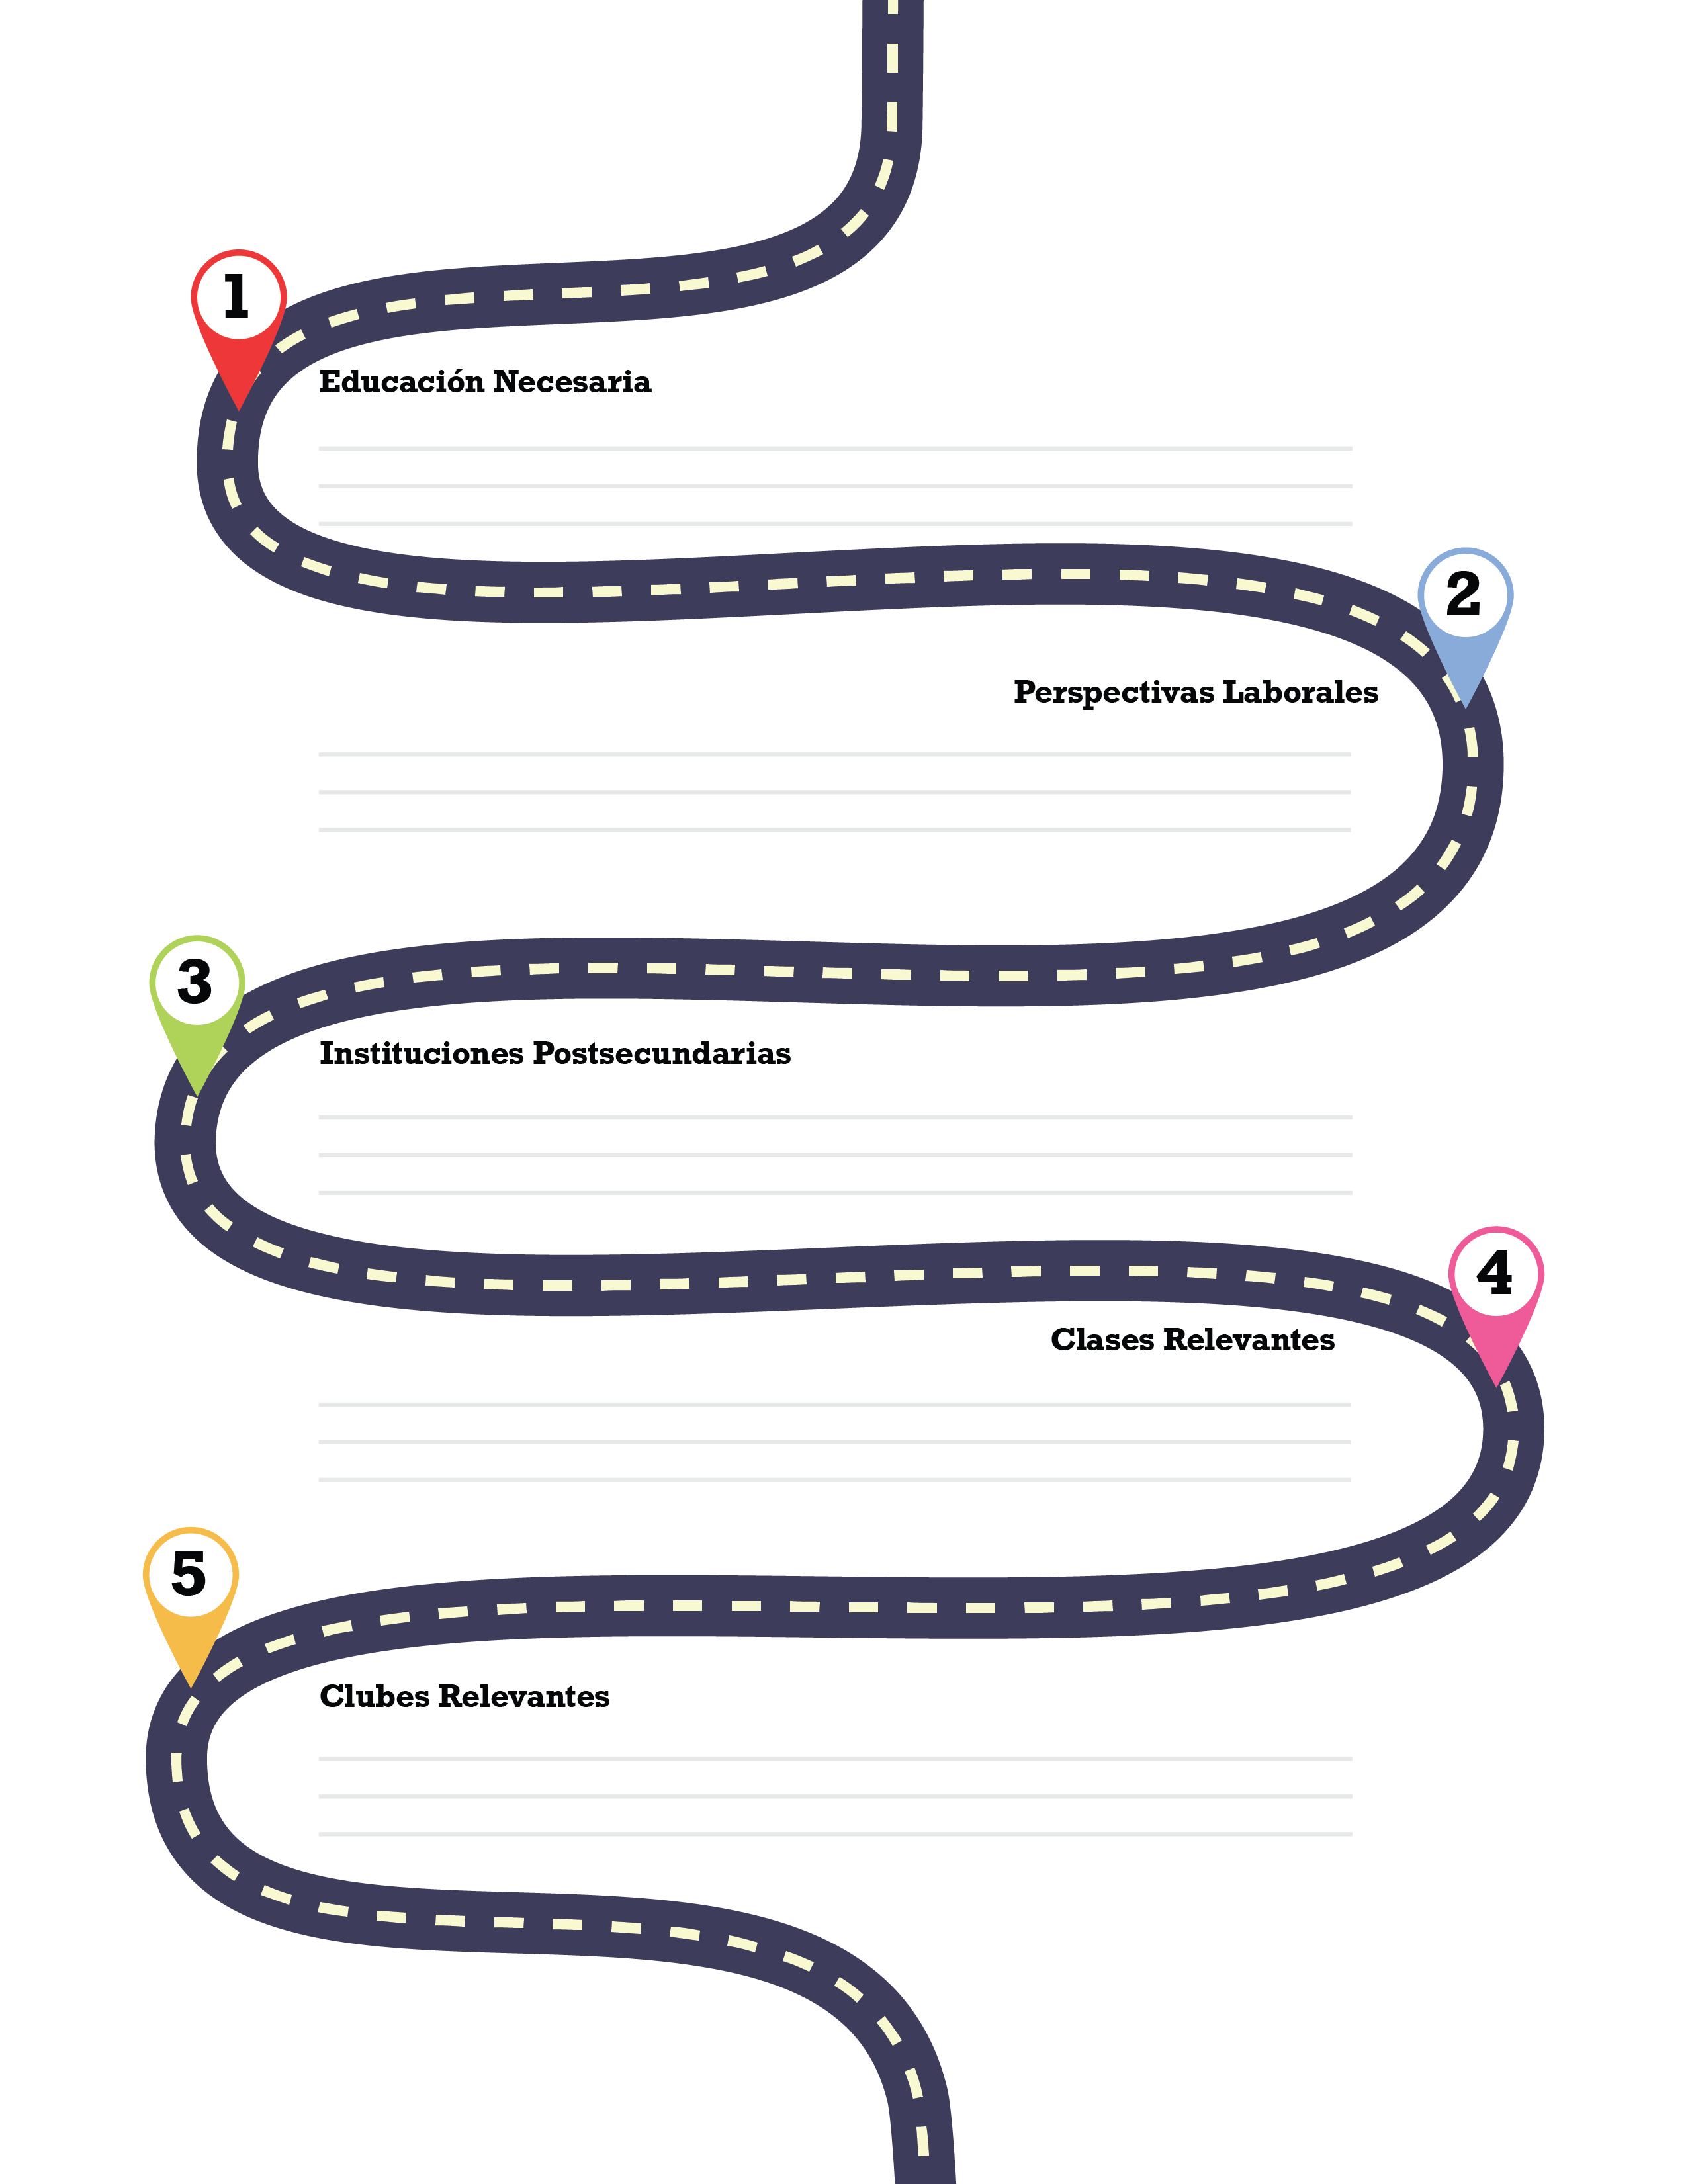 1
Educación Necesaria
2
Perspectivas Laborales
3
Instituciones Postsecundarias
4
Clases Relevantes
5
Clubes Relevantes